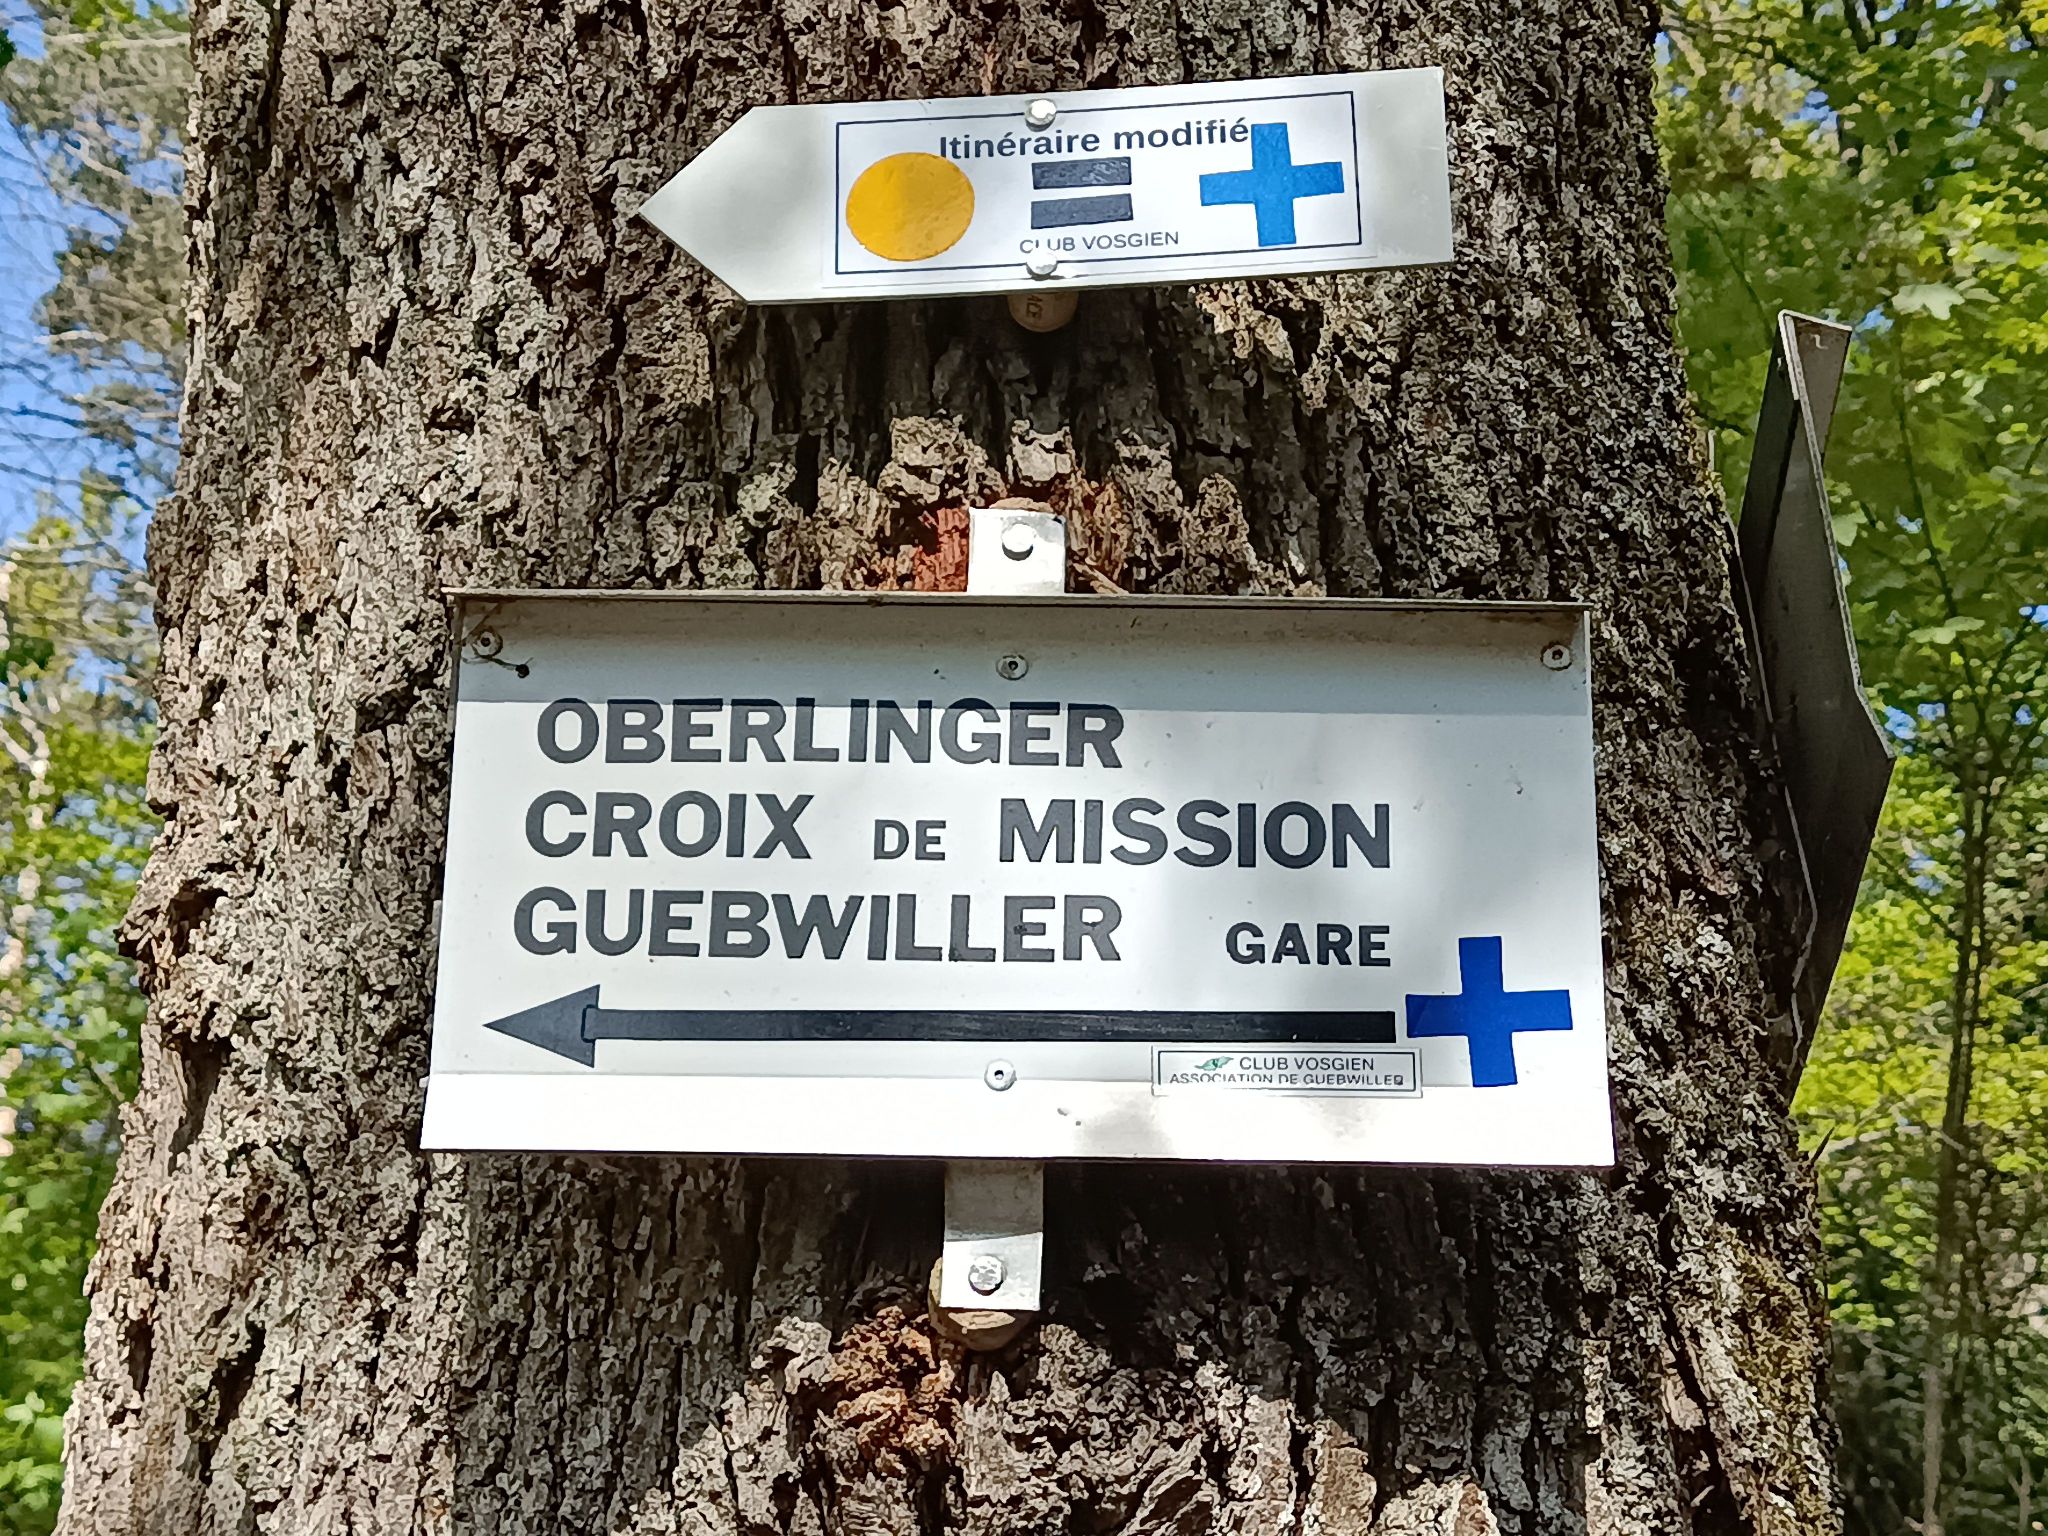 Itinéraire modifié
CLUB VOSGIEN
OBERLINGER
CROIX DE MISSION
GUEBWILLER GARE
CLUB VOSGIEN
ASSOCIATION DE GUEBWILLER